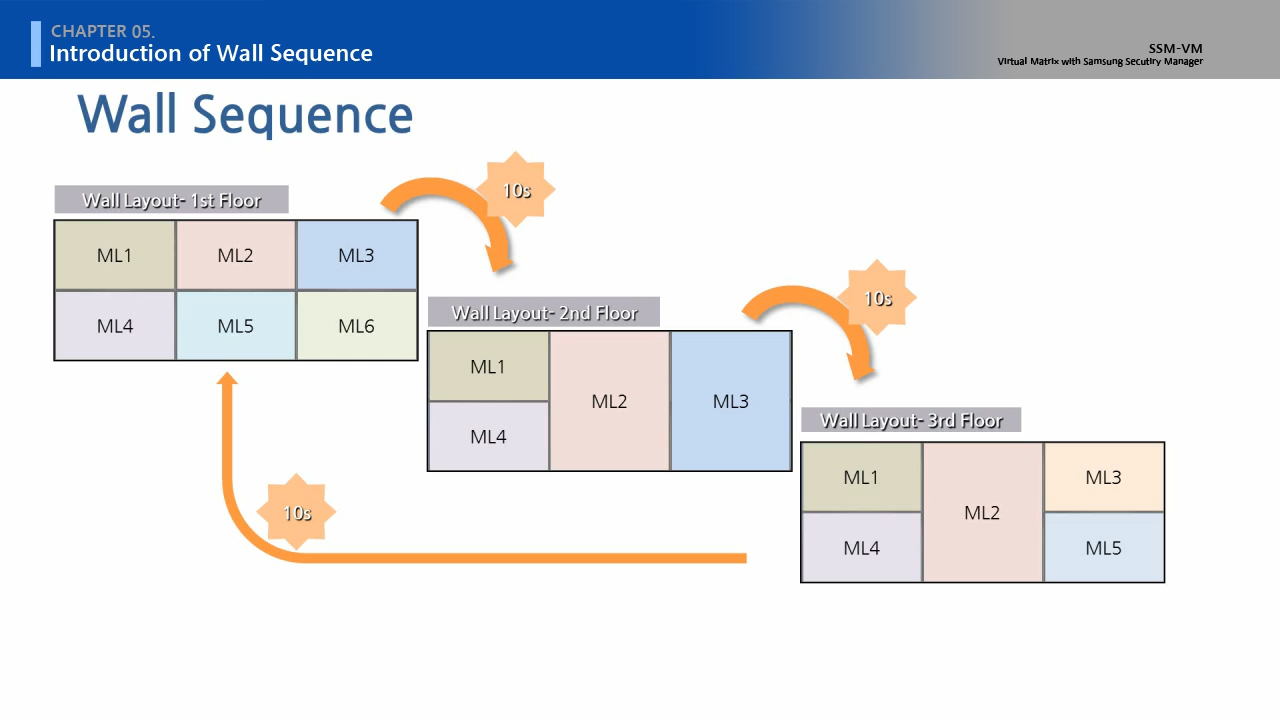 CHAPTER 05.
Introduction of Wall Sequence
SSM-VM
Virtual Matrix with Samsung Secutiry Manager
Wall Sequence
10s
Wall Layout- 1st Floor
ML1 ML2 ML3
ML4 ML5 ML6
10s
Wall Layout- 2nd Floor
ML1
ML2 ML3
ML4
Wall Layout- 3rd Floor
ML1 ML3
ML2
ML4 ML5
10s